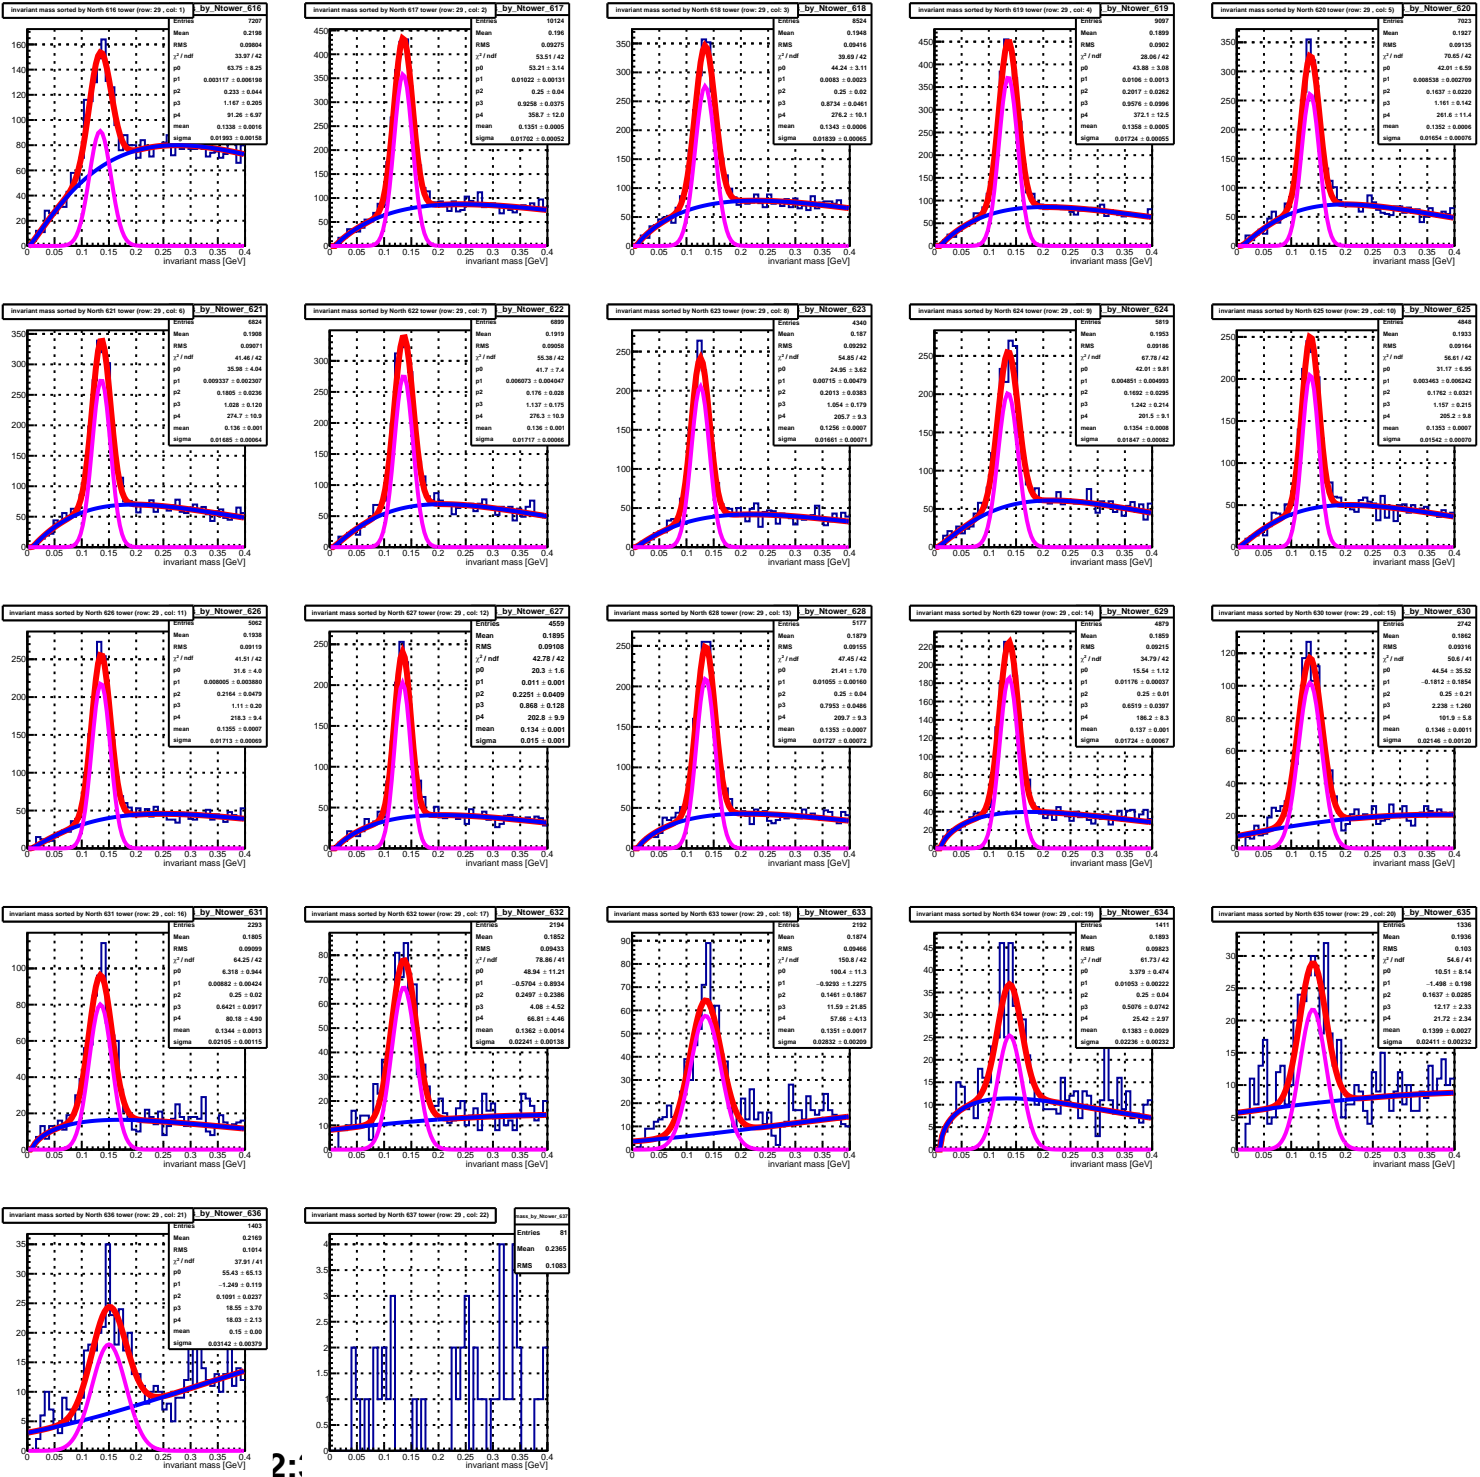 invariant mass sorted by North 616 tower (row: 29 , col: 1)
_by_Ntower_616
Entries 7207
Mean 0.2198
RMS 0.09804
χ² / ndf 33.97 / 42
p0 63.75 ± 8.25
p1 0.003117 ± 0.006198
p2 0.233 ± 0.044
p3 1.167 ± 0.205
p4 91.26 ± 6.97
mean 0.1338 ± 0.0016
sigma 0.01993 ± 0.00158
invariant mass [GeV]
invariant mass sorted by North 617 tower (row: 29 , col: 2)
_by_Ntower_617
Entries 10124
Mean 0.196
RMS 0.09275
χ² / ndf 53.51 / 42
p0 53.21 ± 3.14
p1 0.01022 ± 0.00131
p2 0.25 ± 0.04
p3 0.9258 ± 0.0375
p4 358.7 ± 12.0
mean 0.1351 ± 0.0005
sigma 0.01702 ± 0.00052
invariant mass [GeV]
invariant mass sorted by North 618 tower (row: 29 , col: 3)
_by_Ntower_618
Entries 8524
Mean 0.1948
RMS 0.09416
χ² / ndf 39.69 / 42
p0 44.24 ± 3.11
p1 0.0083 ± 0.0023
p2 0.25 ± 0.02
p3 0.8734 ± 0.0461
p4 276.2 ± 10.1
mean 0.1343 ± 0.0006
sigma 0.01839 ± 0.00065
invariant mass [GeV]
invariant mass sorted by North 619 tower (row: 29 , col: 4)
_by_Ntower_619
Entries 9097
Mean 0.1899
RMS 0.0902
χ² / ndf 28.06 / 42
p0 43.88 ± 3.08
p1 0.0106 ± 0.0013
p2 0.2017 ± 0.0262
p3 0.9576 ± 0.0996
p4 372.1 ± 12.5
mean 0.1358 ± 0.0005
sigma 0.01724 ± 0.00055
invariant mass [GeV]
invariant mass sorted by North 620 tower (row: 29 , col: 5)
_by_Ntower_620
Entries 7023
Mean 0.1927
RMS 0.09135
χ² / ndf 70.65 / 42
p0 42.01 ± 6.59
p1 0.008538 ± 0.002709
p2 0.1637 ± 0.0220
p3 1.161 ± 0.142
p4 261.6 ± 11.4
mean 0.1352 ± 0.0006
sigma 0.01654 ± 0.00076
invariant mass [GeV]
invariant mass sorted by North 621 tower (row: 29 , col: 6)
_by_Ntower_621
Entries 6824
Mean 0.1908
RMS 0.09071
χ² / ndf 41.46 / 42
p0 35.98 ± 4.04
p1 0.009337 ± 0.002307
p2 0.1805 ± 0.0236
p3 1.028 ± 0.120
p4 274.7 ± 10.9
mean 0.136 ± 0.001
sigma 0.01685 ± 0.00064
invariant mass [GeV]
invariant mass sorted by North 622 tower (row: 29 , col: 7)
_by_Ntower_622
Entries 6899
Mean 0.1919
RMS 0.09058
χ² / ndf 55.38 / 42
p0 41.7 ± 7.4
p1 0.006073 ± 0.004047
p2 0.176 ± 0.028
p3 1.137 ± 0.175
p4 276.3 ± 10.9
mean 0.136 ± 0.001
sigma 0.01717 ± 0.00066
invariant mass [GeV]
invariant mass sorted by North 623 tower (row: 29 , col: 8)
_by_Ntower_623
Entries 4340
Mean 0.187
RMS 0.09292
χ² / ndf 54.85 / 42
p0 24.95 ± 3.62
p1 0.00715 ± 0.00479
p2 0.2013 ± 0.0383
p3 1.054 ± 0.179
p4 205.7 ± 9.3
mean 0.1256 ± 0.0007
sigma 0.01661 ± 0.00071
invariant mass [GeV]
invariant mass sorted by North 624 tower (row: 29 , col: 9)
_by_Ntower_624
Entries 5819
Mean 0.1953
RMS 0.09186
χ² / ndf 67.78 / 42
p0 42.01 ± 9.81
p1 0.004851 ± 0.004993
p2 0.1692 ± 0.0295
p3 1.242 ± 0.214
p4 201.5 ± 9.1
mean 0.1354 ± 0.0008
sigma 0.01847 ± 0.00082
invariant mass [GeV]
invariant mass sorted by North 625 tower (row: 29 , col: 10)
_by_Ntower_625
Entries 4848
Mean 0.1933
RMS 0.09164
χ² / ndf 56.61 / 42
p0 31.17 ± 6.95
p1 0.003463 ± 0.006242
p2 0.1762 ± 0.0321
p3 1.157 ± 0.215
p4 205.2 ± 9.8
mean 0.1353 ± 0.0007
sigma 0.01542 ± 0.00070
invariant mass [GeV]
invariant mass sorted by North 626 tower (row: 29 , col: 11)
_by_Ntower_626
Entries 5062
Mean 0.1938
RMS 0.09119
χ² / ndf 41.51 / 42
p0 31.6 ± 4.0
p1 0.008005 ± 0.003880
p2 0.2164 ± 0.0479
p3 1.11 ± 0.20
p4 218.3 ± 9.4
mean 0.1355 ± 0.0007
sigma 0.01713 ± 0.00069
invariant mass [GeV]
invariant mass sorted by North 627 tower (row: 29 , col: 12)
_by_Ntower_627
Entries 4559
Mean 0.1895
RMS 0.09108
χ² / ndf 42.78 / 42
p0 20.3 ± 1.6
p1 0.011 ± 0.001
p2 0.2251 ± 0.0409
p3 0.868 ± 0.128
p4 202.8 ± 9.9
mean 0.134 ± 0.001
sigma 0.015 ± 0.001
invariant mass [GeV]
invariant mass sorted by North 628 tower (row: 29 , col: 13)
_by_Ntower_628
Entries 5177
Mean 0.1879
RMS 0.09155
χ² / ndf 47.45 / 42
p0 21.41 ± 1.70
p1 0.01055 ± 0.00160
p2 0.25 ± 0.04
p3 0.7953 ± 0.0486
p4 209.7 ± 9.3
mean 0.1353 ± 0.0007
sigma 0.01727 ± 0.00072
invariant mass [GeV]
invariant mass sorted by North 629 tower (row: 29 , col: 14)
_by_Ntower_629
Entries 4879
Mean 0.1859
RMS 0.09215
χ² / ndf 34.79 / 42
p0 15.54 ± 1.12
p1 0.01176 ± 0.00037
p2 0.25 ± 0.01
p3 0.6519 ± 0.0397
p4 186.2 ± 8.3
mean 0.137 ± 0.001
sigma 0.01724 ± 0.00067
invariant mass [GeV]
invariant mass sorted by North 630 tower (row: 29 , col: 15)
_by_Ntower_630
Entries 2742
Mean 0.1862
RMS 0.09316
χ² / ndf 50.6 / 41
p0 44.54 ± 35.52
p1 −0.1812 ± 0.1854
p2 0.25 ± 0.21
p3 2.238 ± 1.260
p4 101.9 ± 5.8
mean 0.1346 ± 0.0011
sigma 0.02146 ± 0.00120
invariant mass [GeV]
invariant mass sorted by North 631 tower (row: 29 , col: 16)
_by_Ntower_631
Entries 2293
Mean 0.1805
RMS 0.09099
χ² / ndf 64.25 / 42
p0 6.318 ± 0.944
p1 0.00882 ± 0.00424
p2 0.25 ± 0.02
p3 0.6421 ± 0.0917
p4 80.18 ± 4.90
mean 0.1344 ± 0.0013
sigma 0.02105 ± 0.00115
invariant mass [GeV]
invariant mass sorted by North 632 tower (row: 29 , col: 17)
_by_Ntower_632
Entries 2194
Mean 0.1852
RMS 0.09433
χ² / ndf 78.86 / 41
p0 48.94 ± 11.21
p1 −0.5704 ± 0.8934
p2 0.2497 ± 0.2386
p3 4.08 ± 4.52
p4 66.81 ± 4.46
mean 0.1362 ± 0.0014
sigma 0.02241 ± 0.00138
invariant mass [GeV]
invariant mass sorted by North 633 tower (row: 29 , col: 18)
_by_Ntower_633
Entries 2192
Mean 0.1874
RMS 0.09466
χ² / ndf 150.8 / 42
p0 100.4 ± 11.3
p1 −0.9293 ± 1.2275
p2 0.1461 ± 0.1867
p3 11.59 ± 21.85
p4 57.66 ± 4.13
mean 0.1351 ± 0.0017
sigma 0.02832 ± 0.00209
invariant mass [GeV]
invariant mass sorted by North 634 tower (row: 29 , col: 19)
_by_Ntower_634
Entries 1411
Mean 0.1893
RMS 0.09823
χ² / ndf 61.73 / 42
p0 3.379 ± 0.474
p1 0.01053 ± 0.00222
p2 0.25 ± 0.04
p3 0.5076 ± 0.0742
p4 25.42 ± 2.97
mean 0.1383 ± 0.0029
sigma 0.02236 ± 0.00232
invariant mass [GeV]
invariant mass sorted by North 635 tower (row: 29 , col: 20)
_by_Ntower_635
Entries 1336
Mean 0.1936
RMS 0.103
χ² / ndf 54.6 / 41
p0 10.51 ± 8.14
p1 −1.498 ± 0.198
p2 0.1637 ± 0.0285
p3 12.17 ± 2.33
p4 21.72 ± 2.34
mean 0.1399 ± 0.0027
sigma 0.02411 ± 0.00232
invariant mass [GeV]
invariant mass sorted by North 636 tower (row: 29 , col: 21)
_by_Ntower_636
Entries 1403
Mean 0.2169
RMS 0.1014
χ² / ndf 37.91 / 41
p0 55.43 ± 65.13
p1 −1.249 ± 0.119
p2 0.1091 ± 0.0237
p3 18.55 ± 3.70
p4 18.03 ± 2.13
mean 0.15 ± 0.00
sigma 0.03142 ± 0.00379
invariant mass [GeV]
invariant mass sorted by North 637 tower (row: 29 , col: 22)
mass_by_Ntower_637
Entries 81
Mean 0.2365
RMS 0.1083
invariant mass [GeV]